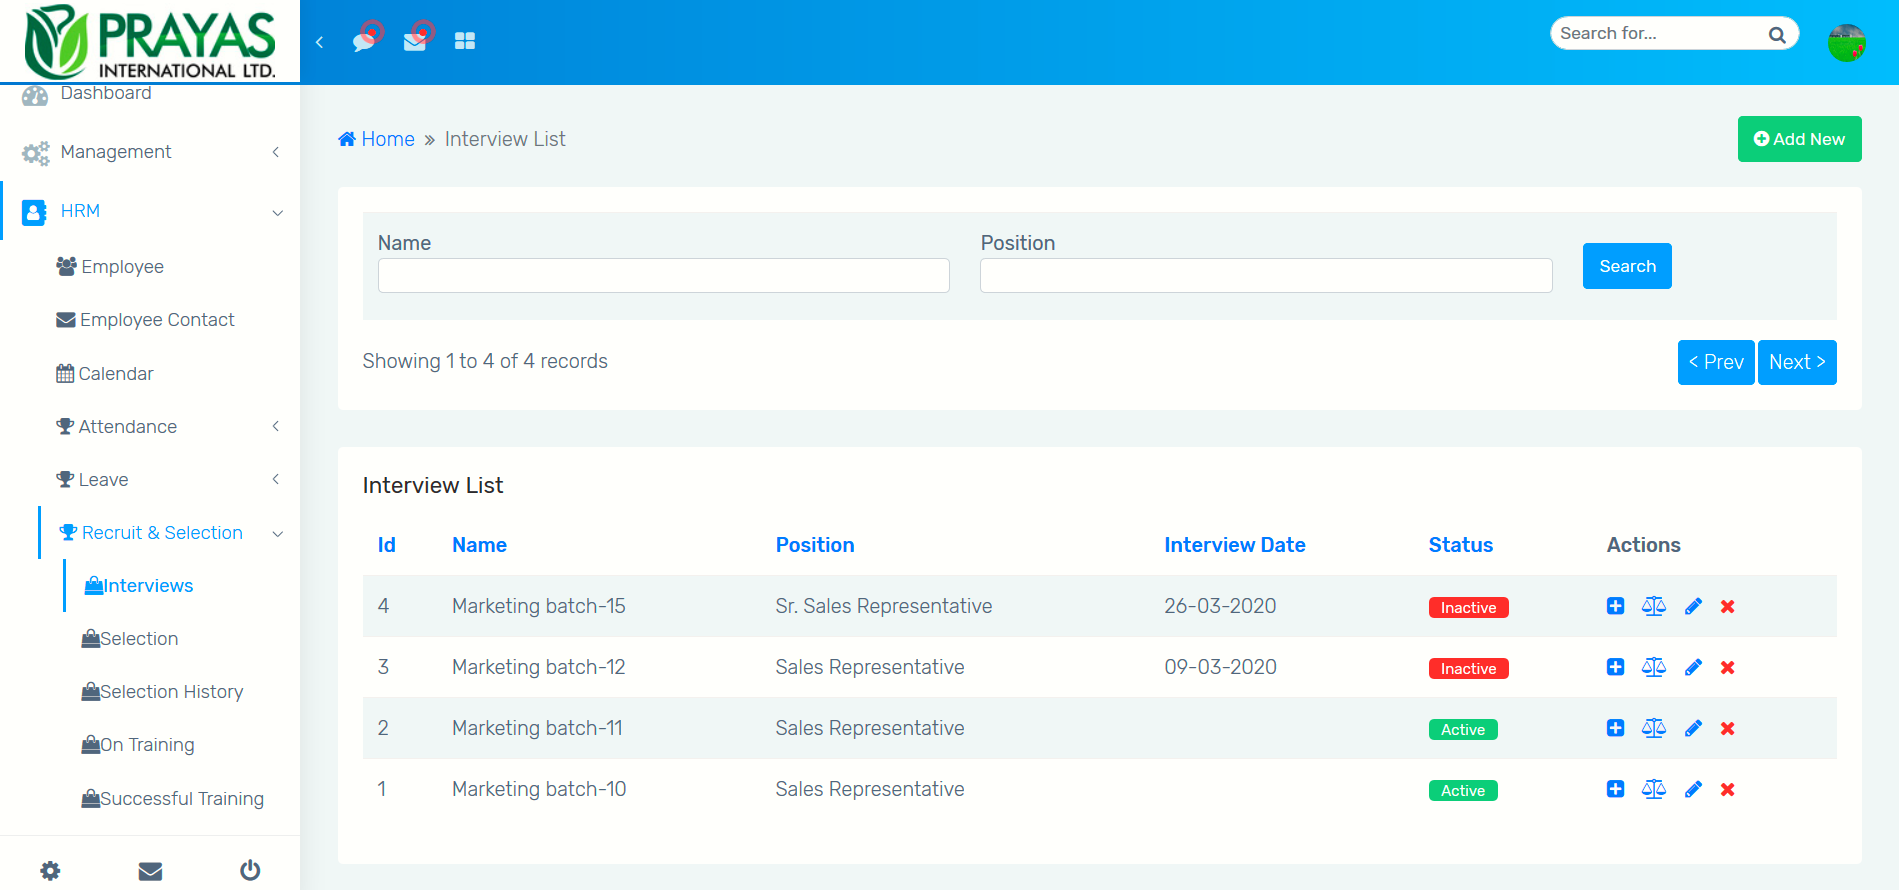 PRAYAS
INTERNATIONAL LTD.
Search for...
Dashboard
Management
HRM
Employee
Employee Contact
Calendar
Attendance
Leave
Recruit & Selection
Interviews
Selection
Selection History
On Training
Successful Training
Home » Interview List
Add New
Name
Position
Search
Showing 1 to 4 of 4 records
< Prev
Next >
Interview List
Id Name Position Interview Date Status Actions
4 Marketing batch-15 Sr. Sales Representative 26-03-2020 Inactive
3 Marketing batch-12 Sales Representative 09-03-2020 Inactive
2 Marketing batch-11 Sales Representative Active
1 Marketing batch-10 Sales Representative Active